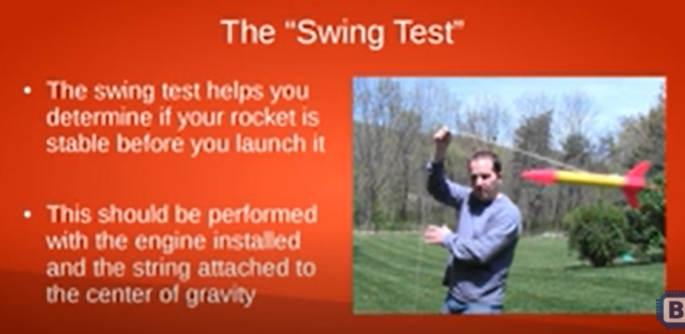 The “Swing Test”
• The swing test helps you
determine if your rocket is
stable before you launch it
• This should be performed
with the engine installed
and the string attached to
the center of gravity
B